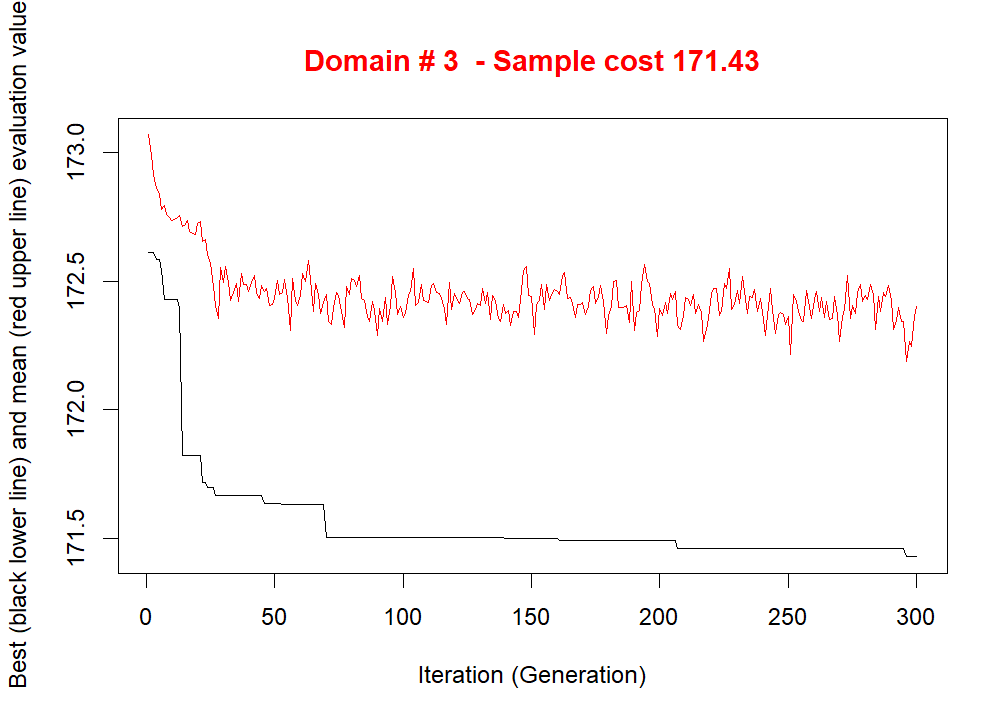 Domain # 3  - Sample cost 171.43
Best (black lower line) and mean (red upper line) evaluation value
173.0
172.5
172.0
171.5
0 50 100 150 200 250 300
Iteration (Generation)